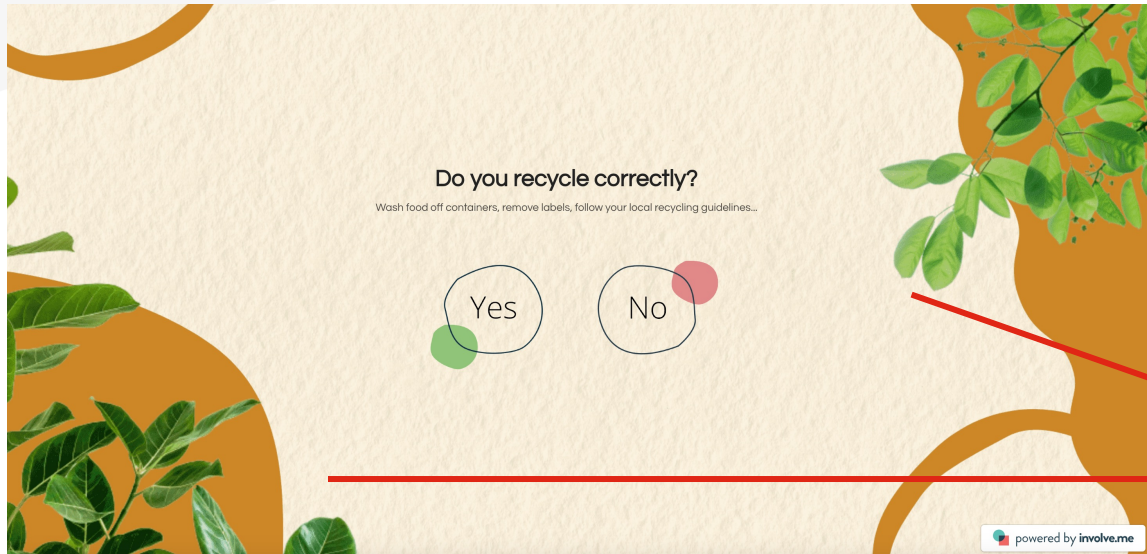 Do you recycle correctly?
Wash food off containers, remove labels, follow your local recycling guidelines...
Yes
No
powered by involve.me